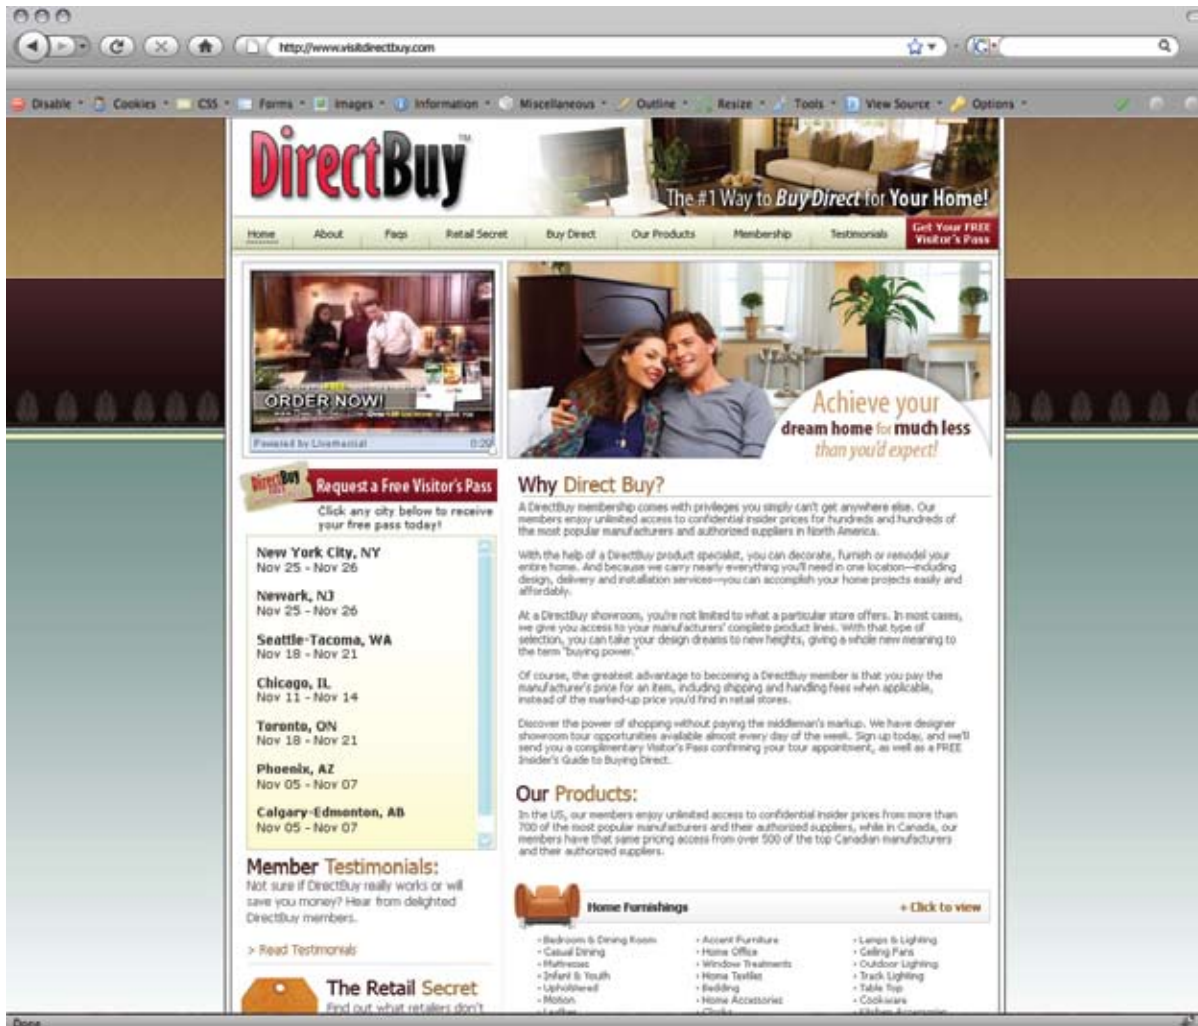 http://www.visitdirectbuy.com
Disable Cookies CSS Forms Images Information Miscellaneous Outline Resize Tools View Source Options
DirectBuy™
The #1 Way to Buy Direct for Your Home!
Home About Faqs Retail Secret Buy Direct Our Products Membership Testimonials
Get Your FREE
Visitor's Pass
ORDER NOW!
Powered by Livemercial 0:20
Achieve your
dream home for much less
than you'd expect!
DirectBuy
Request a Free Visitor's Pass
Click any city below to receive
your free pass today!
New York City, NY
Nov 25 - Nov 26
Newark, NJ
Nov 25 - Nov 26
Seattle-Tacoma, WA
Nov 18 - Nov 21
Chicago, IL
Nov 11 - Nov 14
Toronto, ON
Nov 18 - Nov 21
Phoenix, AZ
Nov 05 - Nov 07
Calgary-Edmonton, AB
Nov 05 - Nov 07
Member Testimonials:
Not sure if DirectBuy really works or will
save you money? Hear from delighted
DirectBuy members.
> Read Testimonials
The Retail Secret
Find out what retailers don't
Why Direct Buy?
A DirectBuy membership comes with privileges you simply can't get anywhere else. Our
members enjoy unlimited access to confidential insider prices for hundreds and hundreds of
the most popular manufacturers and authorized suppliers in North America.
With the help of a DirectBuy product specialist, you can decorate, furnish or remodel your
entire home. And because we carry nearly everything you'll need in one location—including
design, delivery and installation services—you can accomplish your home projects easily and
affordably.
At a DirectBuy showroom, you're not limited to what a particular store offers. In most cases,
we give you access to your manufacturers' complete product lines. With that type of
selection, you can take your design dreams to new heights, giving a whole new meaning to
the term "buying power."
Of course, the greatest advantage to becoming a DirectBuy member is that you pay the
manufacturer's price for an item, including shipping and handling fees when applicable,
instead of the marked-up price you'd find in retail stores.
Discover the power of shopping without paying the middleman's markup. We have designer
showroom tour opportunities available almost every day of the week. Sign up today, and we'll
send you a complimentary Visitor's Pass confirming your tour appointment, as well as a FREE
Insider's Guide to Buying Direct.
Our Products:
In the US, our members enjoy unlimited access to confidential insider prices from more than
700 of the most popular manufacturers and their authorized suppliers, while in Canada, our
members have that same pricing access from over 500 of the top Canadian manufacturers
and their authorized suppliers.
Home Furnishings + Click to view
• Bedroom & Dining Room
• Casual Dining
• Mattresses
• Infant & Youth
• Upholstered
• Motion
• Leather
• Accent Furniture
• Home Office
• Window Treatments
• Home Textiles
• Bedding
• Home Accessories
• Clocks
• Lamps & Lighting
• Ceiling Fans
• Outdoor Lighting
• Track Lighting
• Table Top
• Cookware
• Kitchen Accessories
Done